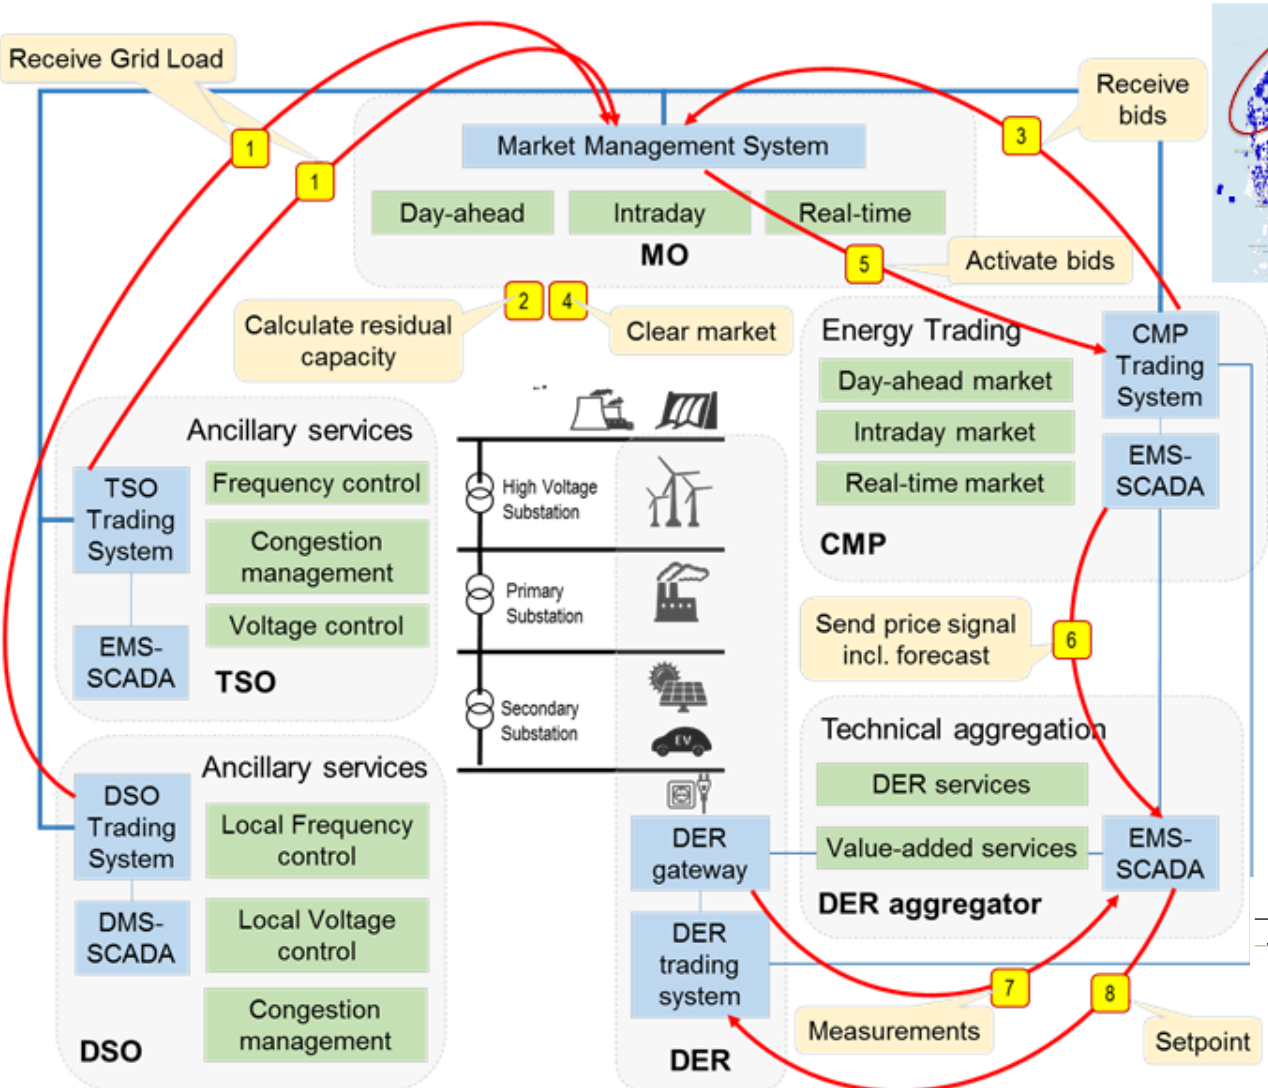 Receive Grid Load
1
1
Receive
bids
3
Market Management System
Day-ahead
Intraday
Real-time
MO
5
Activate bids
2
4
Calculate residual
capacity
Clear market
Energy Trading
Day-ahead market
Intraday market
Real-time market
CMP
CMP
Trading
System
EMS-
SCADA
Ancillary services
TSO
Trading
System
Frequency control
Congestion
management
Voltage control
EMS-
SCADA
TSO
High Voltage
Substation
Primary
Substation
Secondary
Substation
EV
Send price signal
incl. forecast
6
Technical aggregation
DER services
Value-added services
DER aggregator
EMS-
SCADA
Ancillary services
DSO
Trading
System
Local Frequency
control
DMS-
SCADA
Local Voltage
control
Congestion
management
DSO
DER
gateway
DER
trading
system
DER
7
Measurements
8
Setpoint